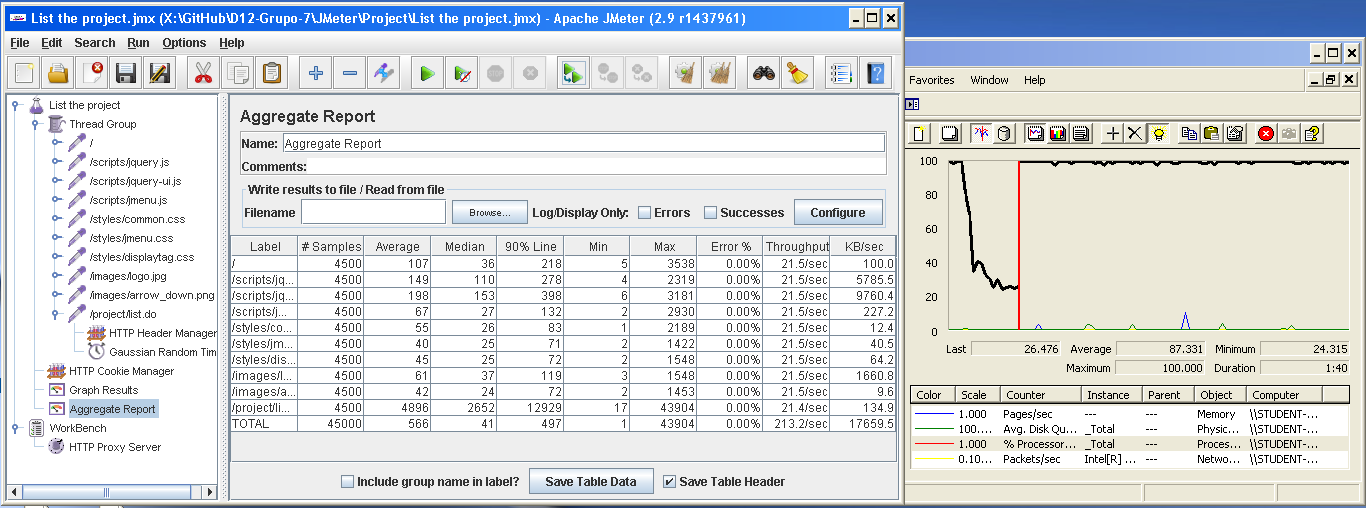 List the project.jmx (X:\GitHub\D12-Grupo-7\JMeter\Project\List the project.jmx) - Apache JMeter (2.9 r1437961)
File Edit Search Run Options Help
List the project
Thread Group
/
/scripts/jquery.js
/scripts/jquery-ui.js
/scripts/jmenu.js
/styles/common.css
/styles/jmenu.css
/styles/displaytag.css
/images/logo.jpg
/images/arrow_down.png
/project/list.do
HTTP Header Manager
Gaussian Random Tim
HTTP Cookie Manager
Graph Results
Aggregate Report
WorkBench
HTTP Proxy Server
Aggregate Report
Name: Aggregate Report
Comments:
Write results to file / Read from file
Filename Browse... Log/Display Only: Errors Successes Configure
Label # Samples Average Median 90% Line Min Max Error % Throughput KB/sec
/ 4500 107 36 218 5 3538 0.00% 21.5/sec 100.0
/scripts/jq... 4500 149 110 278 4 2319 0.00% 21.5/sec 5785.5
/scripts/jq... 4500 198 153 398 6 3181 0.00% 21.5/sec 9760.4
/scripts/j... 4500 67 27 132 2 2930 0.00% 21.5/sec 227.2
/styles/co... 4500 55 26 83 1 2189 0.00% 21.5/sec 12.4
/styles/jm... 4500 40 25 71 2 1422 0.00% 21.5/sec 40.5
/styles/dis... 4500 45 25 72 2 1548 0.00% 21.5/sec 64.2
/images/l... 4500 61 37 119 3 1548 0.00% 21.5/sec 1660.8
/images/a... 4500 42 24 72 2 1453 0.00% 21.5/sec 9.6
/project/li... 4500 4896 2652 12929 17 43904 0.00% 21.4/sec 134.9
TOTAL 45000 566 41 497 1 43904 0.00% 213.2/sec 17659.5
Include group name in label? Save Table Data Save Table Header
Favorites Window Help
100
80
60
40
20
0
Last 26.476 Average 87.331 Minimum 24.315
Maximum 100.000 Duration 1:40
Color Scale Counter Instance Parent Object Computer
1.000 Pages/sec --- --- Memory \\STUDENT-...
100.... Avg. Disk Qu... _Total --- Physic... \\STUDENT-...
1.000 % Processor... _Total --- Proces... \\STUDENT-...
0.10... Packets/sec Intel[R] ... --- Netwo... \\STUDENT-...